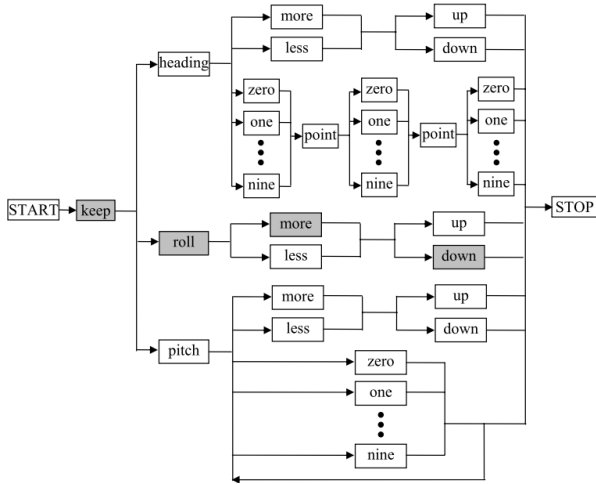 more up
heading less down
zero zero zero
one one one
point point
nine nine nine
START keep STOP
more up
roll less down
more up
less down
pitch
zero
one
nine